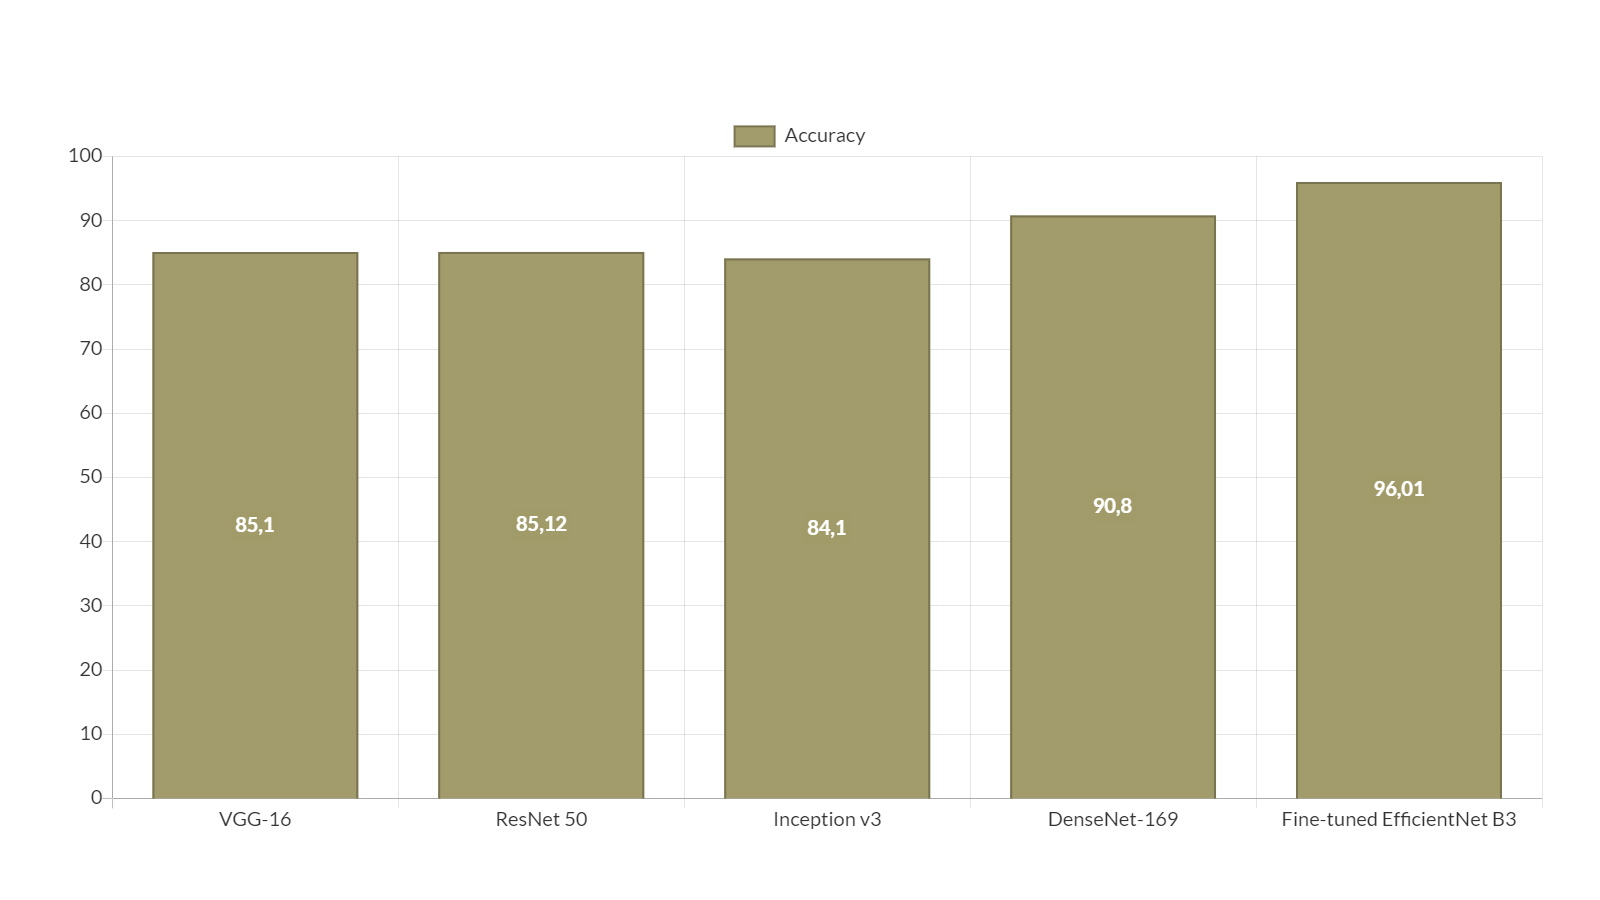 Accuracy
100
90
80
70
60
50
40
30
20
10
0
85,1
85,12
84,1
90,8
96,01
VGG-16
ResNet 50
Inception v3
DenseNet-169
Fine-tuned EfficientNet B3